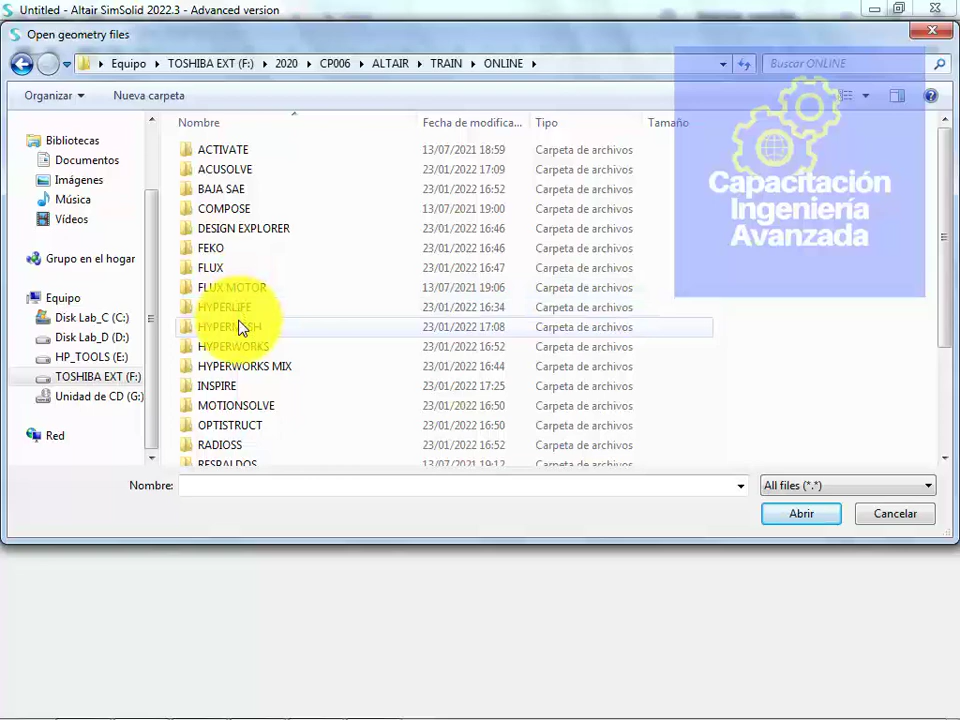 Untitled - Altair SimSolid 2022.3 - Advanced version
Open geometry files
Equipo TOSHIBA EXT (F:) 2020 CP006 ALTAIR TRAIN ONLINE
Buscar ONLINE
Organizar Nueva carpeta
Nombre Fecha de modifica... Tipo Tamaño
Bibliotecas
Documentos
Imágenes
Música
Vídeos
Grupo en el hogar
Equipo
Disk Lab_C (C:)
Disk Lab_D (D:)
HP_TOOLS (E:)
TOSHIBA EXT (F:)
Unidad de CD (G:)
Red
ACTIVATE 13/07/2021 18:59 Carpeta de archivos
ACUSOLVE 23/01/2022 17:09 Carpeta de archivos
BAJA SAE 23/01/2022 16:52 Carpeta de archivos
COMPOSE 13/07/2021 19:00 Carpeta de archivos
DESIGN EXPLORER 23/01/2022 16:46 Carpeta de archivos
FEKO 23/01/2022 16:46 Carpeta de archivos
FLUX 23/01/2022 16:47 Carpeta de archivos
FLUX MOTOR 13/07/2021 19:06 Carpeta de archivos
HYPERLIFE 23/01/2022 16:34 Carpeta de archivos
HYPERMESH 23/01/2022 17:08 Carpeta de archivos
HYPERWORKS 23/01/2022 16:52 Carpeta de archivos
HYPERWORKS MIX 23/01/2022 16:44 Carpeta de archivos
INSPIRE 23/01/2022 17:25 Carpeta de archivos
MOTIONSOLVE 23/01/2022 16:50 Carpeta de archivos
OPTISTRUCT 23/01/2022 16:50 Carpeta de archivos
RADIOSS 23/01/2022 16:52 Carpeta de archivos
RESPALDOS 13/07/2021 19:12 Carpeta de archivos
Capacitación
Ingeniería
Avanzada
Nombre:
All files (*.*)
Abrir
Cancelar